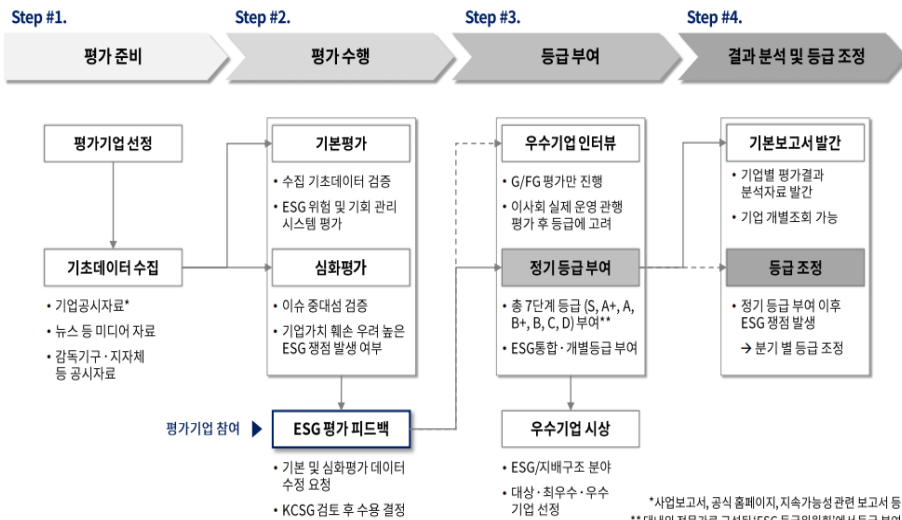 Step #1.
Step #2.
Step #3.
Step #4.
평가 준비
평가 수행
등급 부여
결과 분석 및 등급 조정
평가기업 선정
기초데이터 수집
• 기업공시자료*
• 뉴스 등 미디어 자료
• 감독기구 · 지자체
등 공시자료
기본평가
• 수집 기초데이터 검증
• ESG 위험 및 기회 관리
시스템 평가
심화평가
• 이슈 중대성 검증
• 기업가치 훼손 우려 높은
ESG 쟁점 발생 여부
평가기업 참여
ESG 평가 피드백
• 기본 및 심화평가 데이터
수정 요청
• KCSG 검토 후 수용 결정
우수기업 인터뷰
• G/FG 평가만 진행
• 이사회 실제 운영 관행
평가 후 등급에 고려
정기 등급 부여
• 총 7단계 등급 (S, A+, A,
B+, B, C, D) 부여**
• ESG통합 · 개별등급 부여
우수기업 시상
• ESG/지배구조 분야
• 대상 · 최우수 · 우수
기업 선정
기본보고서 발간
• 기업별 평가결과
분석자료 발간
• 기업 개별조회 가능
등급 조정
• 정기 등급 부여 이후
ESG 쟁점 발생
→ 분기 별 등급 조정
*사업보고서, 공식 홈페이지, 지속가능성 관련 보고서 등